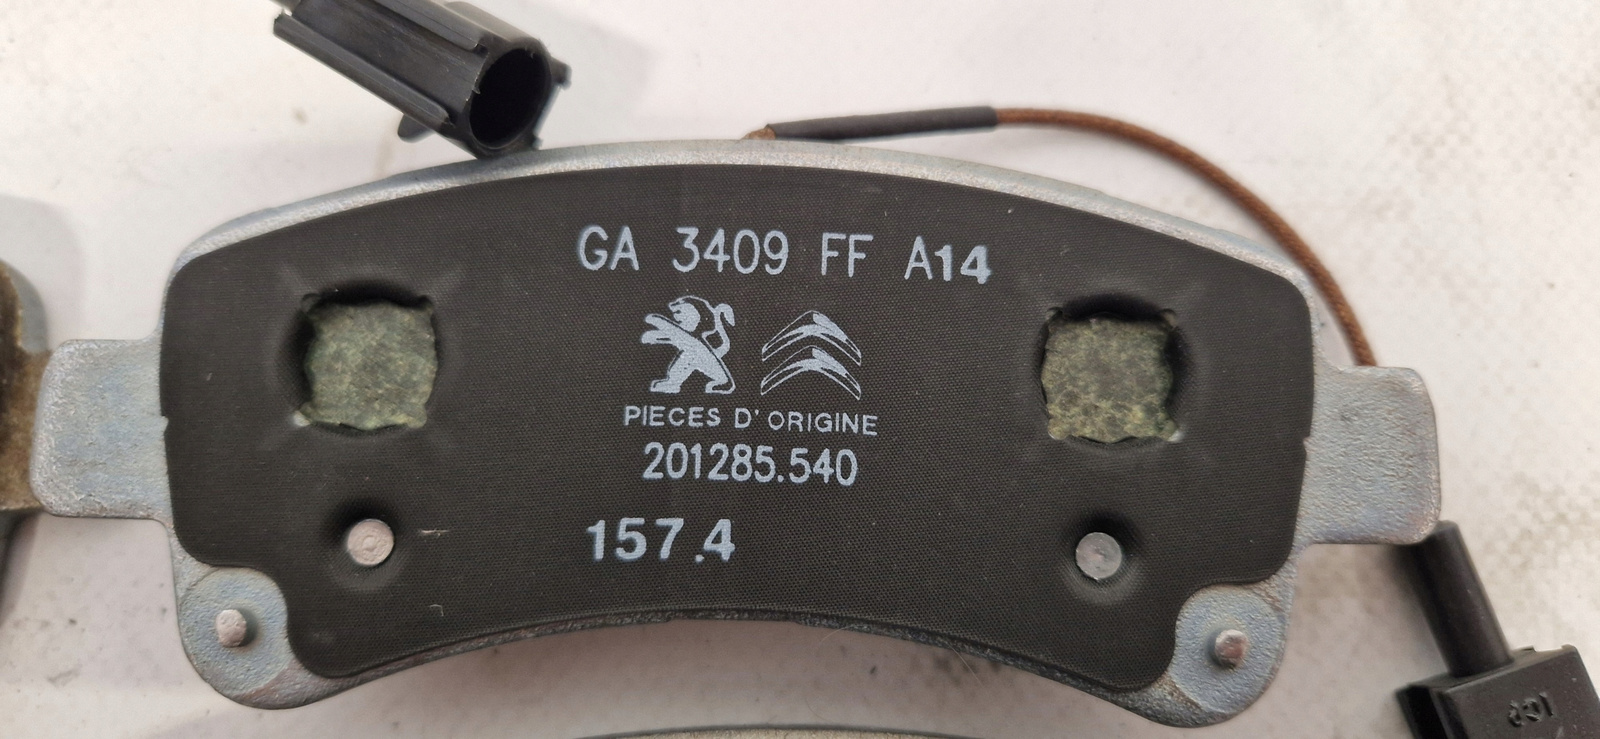 GA 3409 FF A14
PIECES D'ORIGINE
201285.540
157.4